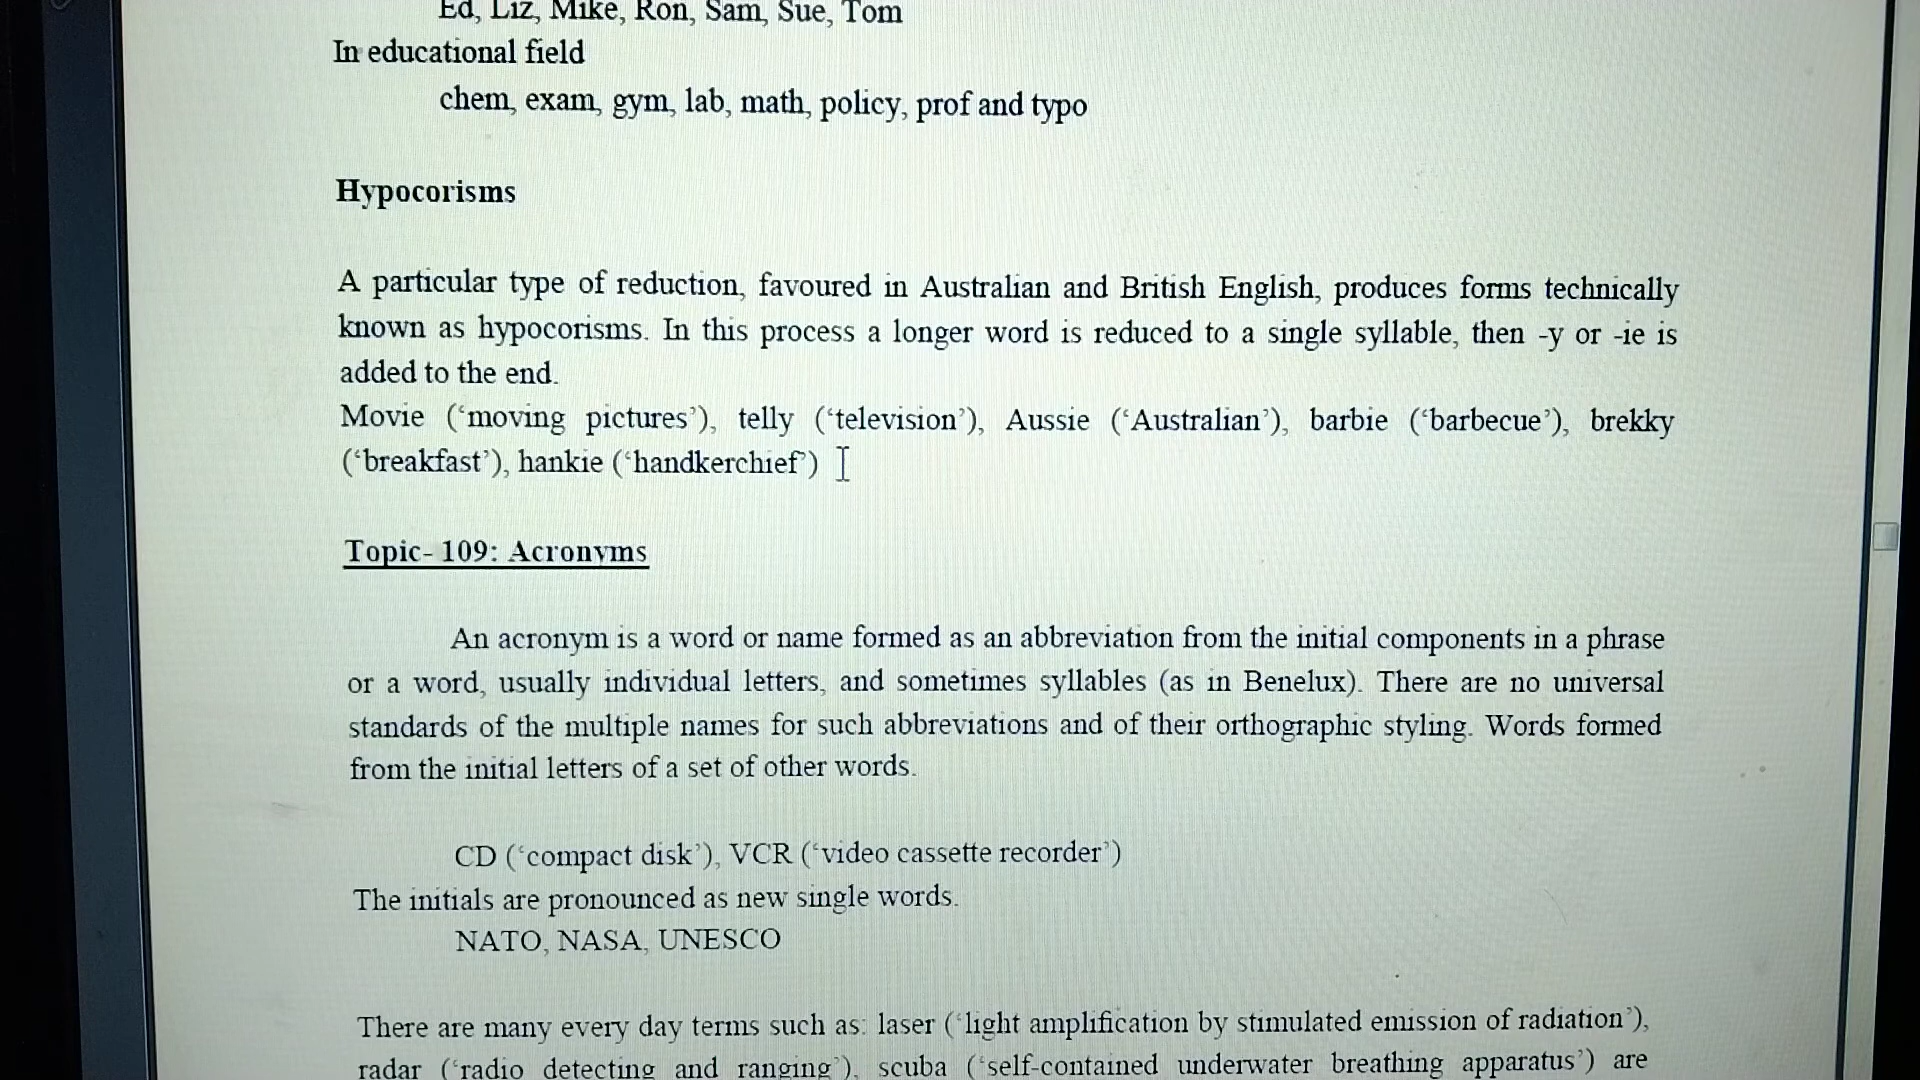 Ed, Liz, Mike, Ron, Sam, Sue, Tom
In educational field
chem, exam, gym, lab, math, policy, prof and typo
Hypocorisms
A particular type of reduction, favoured in Australian and British English, produces forms technically
known as hypocorisms. In this process a longer word is reduced to a single syllable, then -y or -ie is
added to the end.
Movie (‘moving pictures’), telly (‘television’), Aussie (‘Australian’), barbie (‘barbecue’), brekky
(‘breakfast’), hankie (‘handkerchief’)
Topic- 109: Acronyms
An acronym is a word or name formed as an abbreviation from the initial components in a phrase
or a word, usually individual letters, and sometimes syllables (as in Benelux). There are no universal
standards of the multiple names for such abbreviations and of their orthographic styling. Words formed
from the initial letters of a set of other words.
CD (‘compact disk’), VCR (‘video cassette recorder’)
The initials are pronounced as new single words.
NATO, NASA, UNESCO
There are many every day terms such as: laser (‘light amplification by stimulated emission of radiation’),
radar (‘radio detecting and ranging’), scuba (‘self-contained underwater breathing apparatus’) are